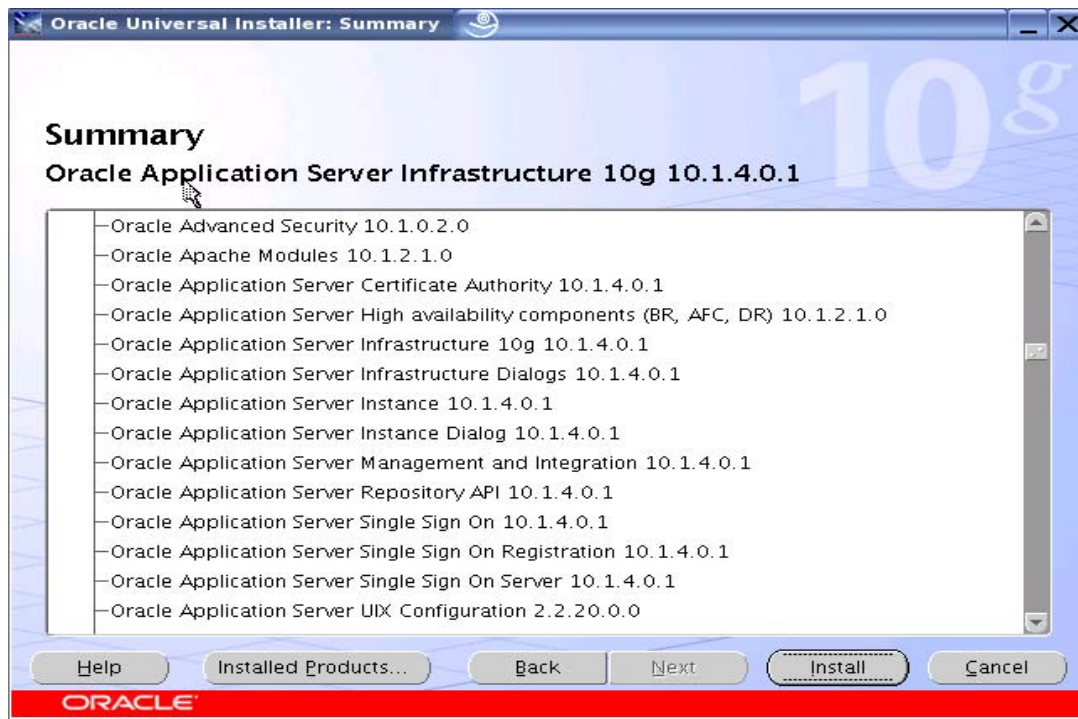 Oracle Universal Installer: Summary
10g
Summary
Oracle Application Server Infrastructure 10g 10.1.4.0.1
Oracle Advanced Security 10.1.0.2.0
Oracle Apache Modules 10.1.2.1.0
Oracle Application Server Certificate Authority 10.1.4.0.1
Oracle Application Server High availability components (BR, AFC, DR) 10.1.2.1.0
Oracle Application Server Infrastructure 10g 10.1.4.0.1
Oracle Application Server Infrastructure Dialogs 10.1.4.0.1
Oracle Application Server Instance 10.1.4.0.1
Oracle Application Server Instance Dialog 10.1.4.0.1
Oracle Application Server Management and Integration 10.1.4.0.1
Oracle Application Server Repository API 10.1.4.0.1
Oracle Application Server Single Sign On 10.1.4.0.1
Oracle Application Server Single Sign On Registration 10.1.4.0.1
Oracle Application Server Single Sign On Server 10.1.4.0.1
Oracle Application Server UIX Configuration 2.2.20.0.0
Help Installed Products... Back Next Install Cancel
ORACLE